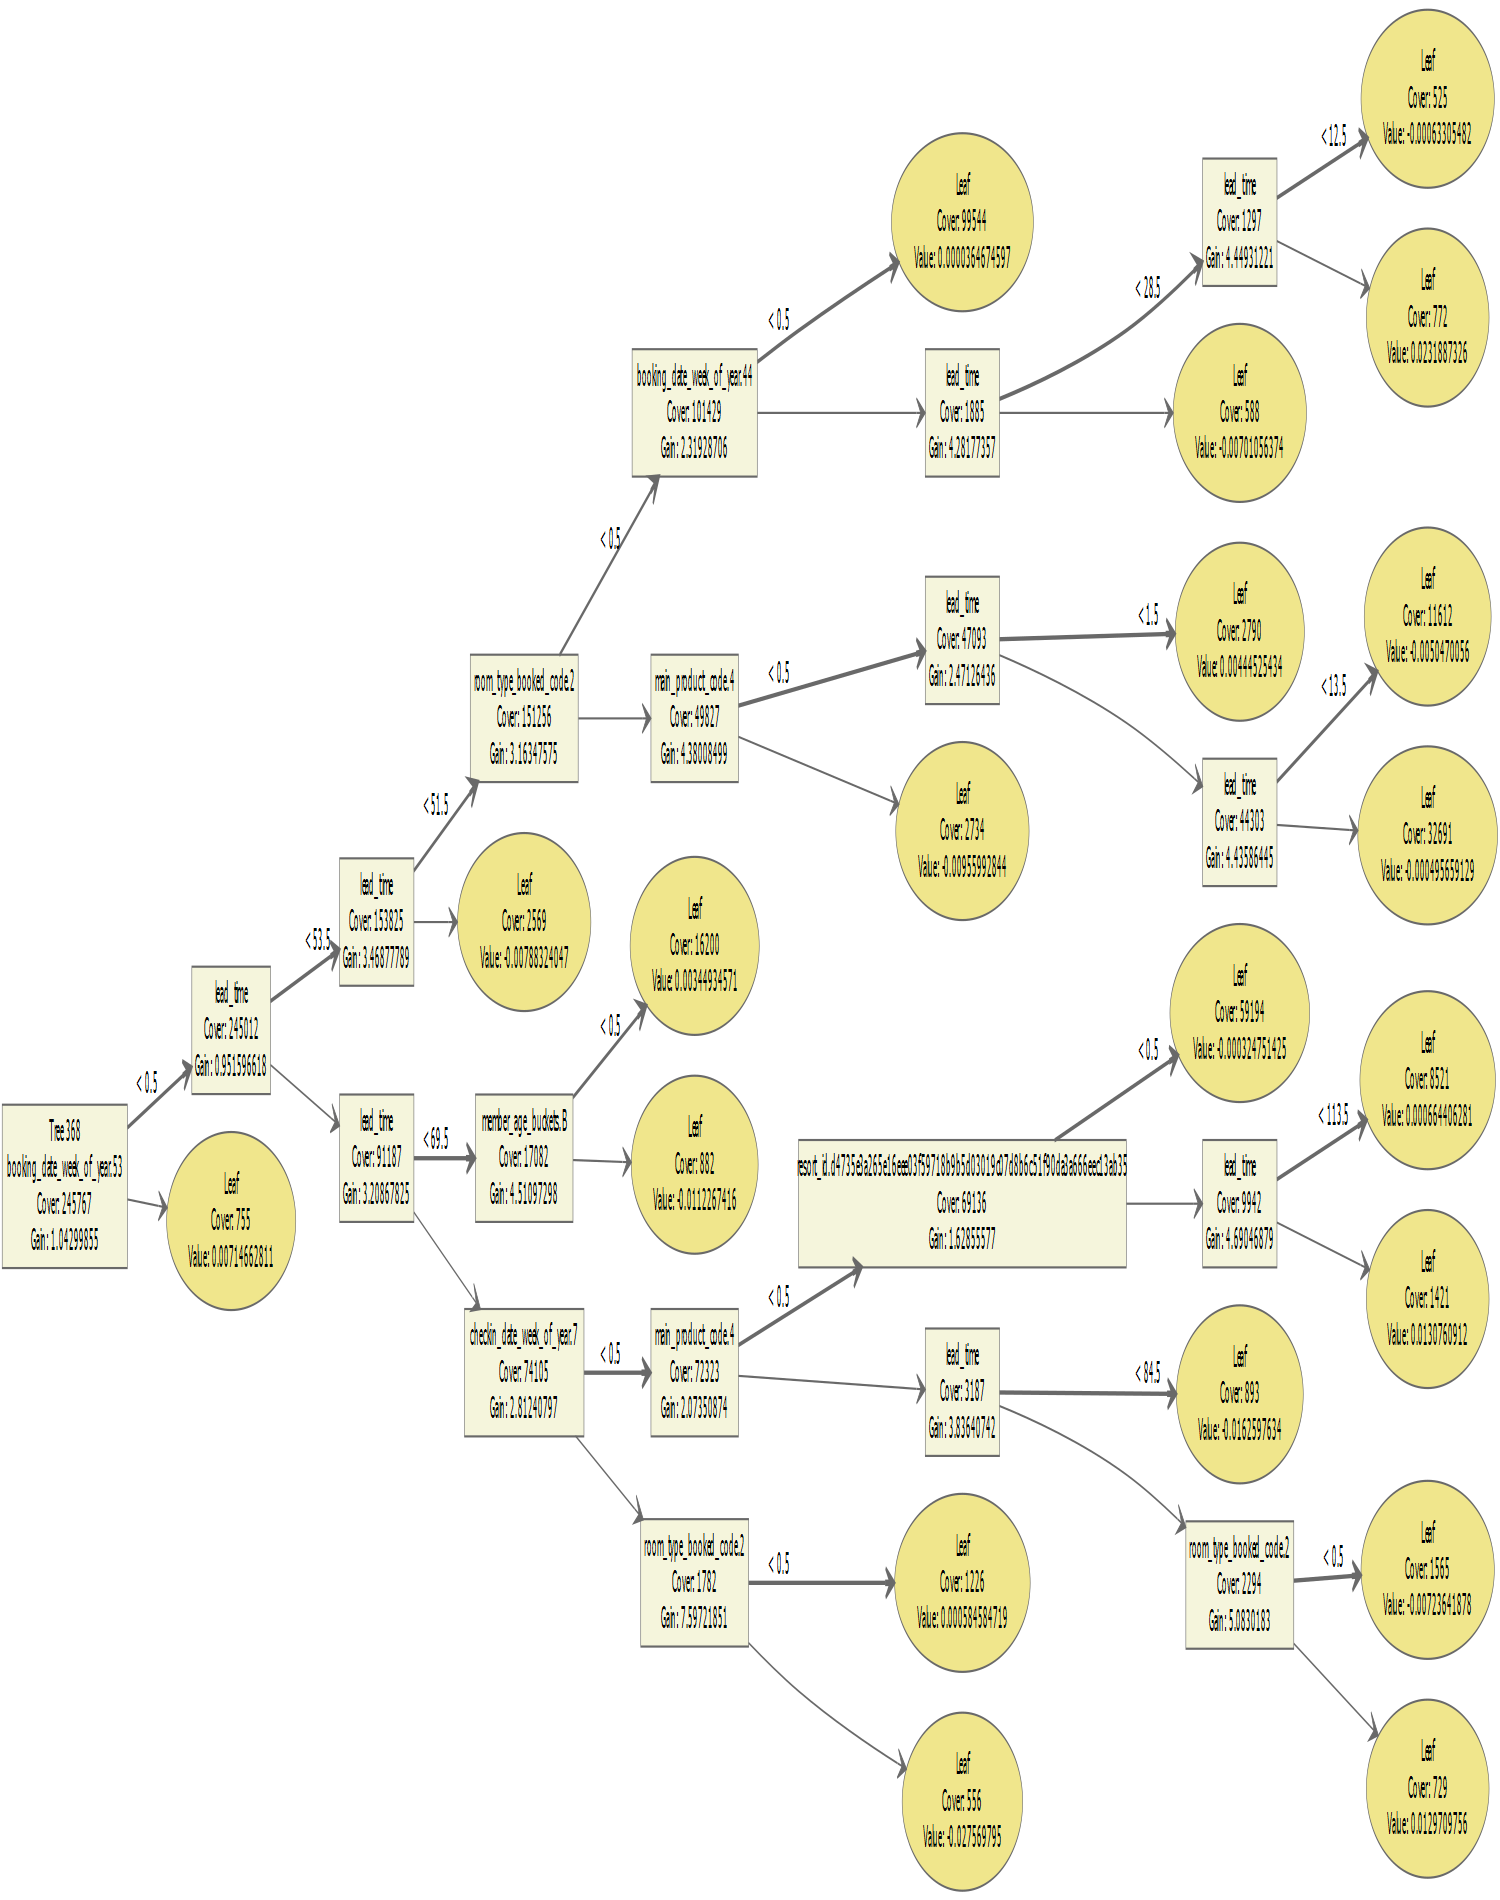 Leaf
Cover: 525
Value: -0.00063305482
< 12.5
lead_time
Cover: 1297
Gain: 4.44931221
Leaf
Cover: 99544
Value: 0.0000364674597
Leaf
Cover: 772
Value: 0.0231887326
< 28.5
< 0.5
booking_date_week_of_year.44
Cover: 101429
Gain: 2.31928706
lead_time
Cover: 1885
Gain: 4.28177357
Leaf
Cover: 588
Value: -0.00701056374
< 0.5
lead_time
Cover: 47093
Gain: 2.47126436
< 1.5
Leaf
Cover: 2790
Value: 0.00444525434
Leaf
Cover: 11612
Value: -0.0050470056
room_type_booked_code.2
Cover: 151256
Gain: 3.16347575
main_product_code.4
Cover: 49827
Gain: 4.38008499
< 0.5
< 13.5
< 51.5
Leaf
Cover: 2734
Value: -0.00955992844
lead_time
Cover: 44303
Gain: 4.43586445
Leaf
Cover: 32691
Value: -0.000495659129
lead_time
Cover: 153825
Gain: 3.46877789
Leaf
Cover: 2569
Value: -0.00788324047
Leaf
Cover: 16200
Value: 0.00344934571
< 53.5
lead_time
Cover: 245012
Gain: 0.951596618
< 0.5
Leaf
Cover: 59194
Value: -0.000324751425
< 0.5
Leaf
Cover: 8521
Value: 0.000664406281
< 0.5
Tree 368
booking_date_week_of_year.53
Cover: 245767
Gain: 1.04299855
Leaf
Cover: 755
Value: 0.00714662811
lead_time
Cover: 91187
Gain: 3.20867825
< 69.5
member_age_buckets.B
Cover: 17082
Gain: 4.51097298
Leaf
Cover: 882
Value: -0.0112267416
Cover: 69136
Gain: 1.62855577
< 113.5
lead_time
Cover: 9942
Gain: 4.69046879
Leaf
Cover: 1421
Value: 0.0130760912
< 0.5
checkin_date_week_of_year.7
Cover: 74105
Gain: 2.81240797
< 0.5
main_product_code.4
Cover: 72323
Gain: 2.07350874
lead_time
Cover: 3187
Gain: 3.83640742
< 84.5
Leaf
Cover: 893
Value: -0.0162597634
room_type_booked_code.2
Cover: 1782
Gain: 7.59721851
< 0.5
Leaf
Cover: 1226
Value: 0.000584584719
room_type_booked_code.2
Cover: 2294
Gain: 5.0830183
< 0.5
Leaf
Cover: 1565
Value: -0.00723641878
Leaf
Cover: 556
Value: -0.027569795
Leaf
Cover: 729
Value: 0.0129709756